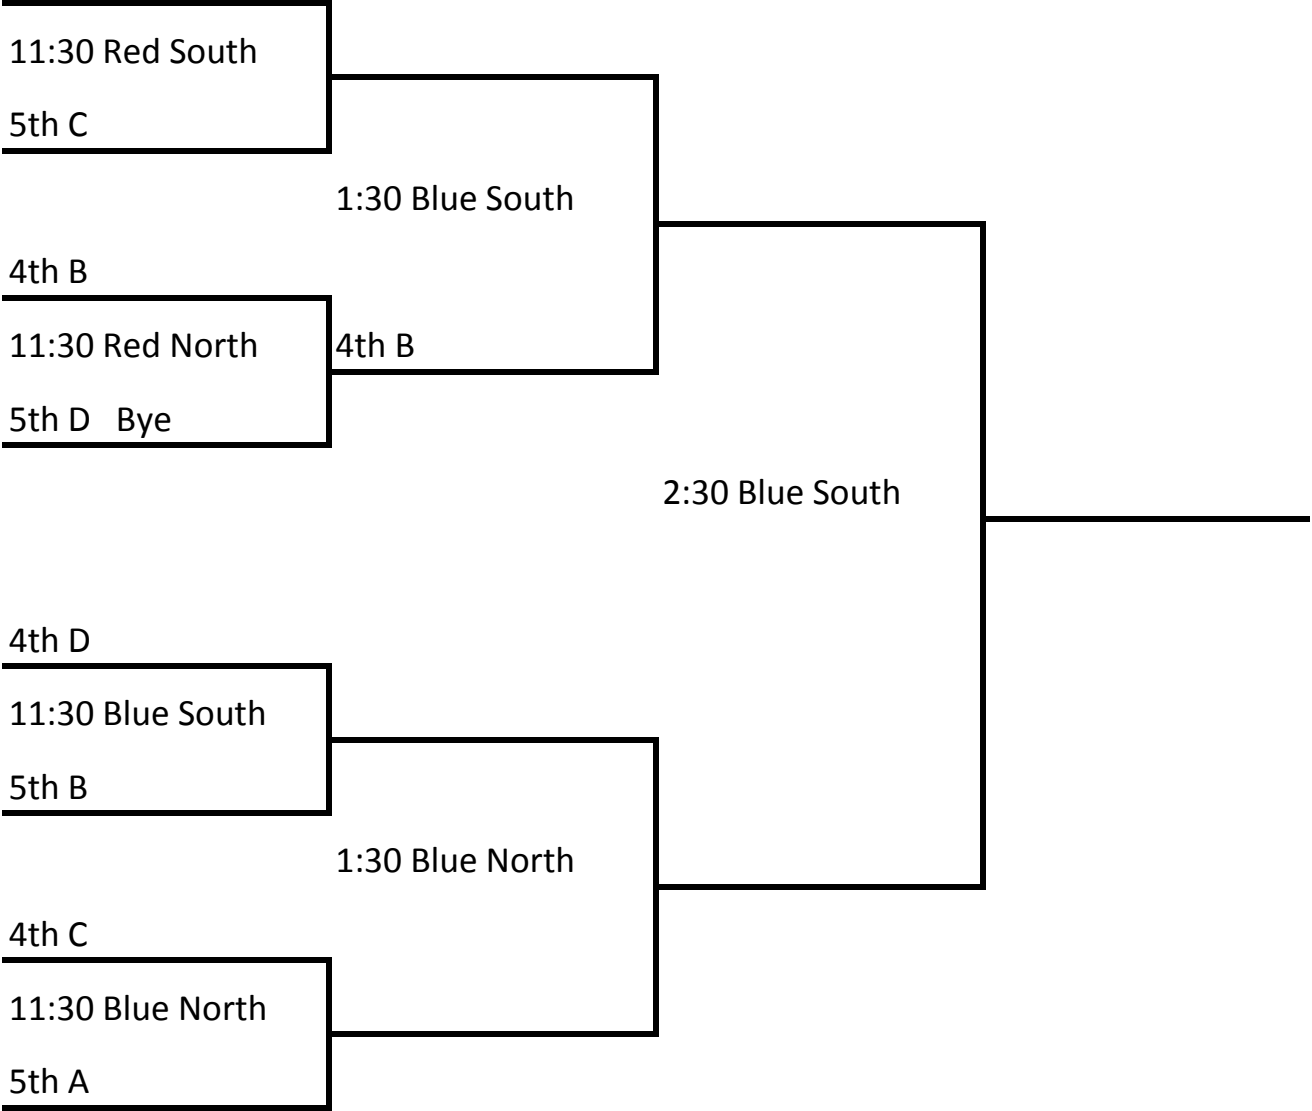 11:30 Red South
5th C
1:30 Blue South
4th B
11:30 Red North
4th B
5th D   Bye
2:30 Blue South
4th D
11:30 Blue South
5th B
1:30 Blue North
4th C
11:30 Blue North
5th A